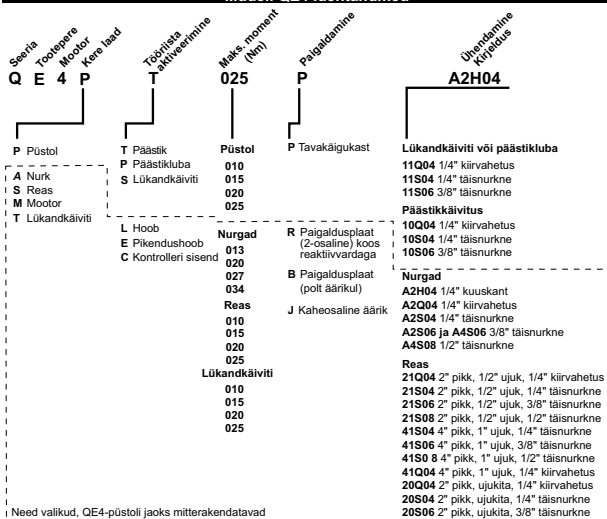 Seeria
Tootepere
Mootor
Kere laad
Tööriista aktiveerimine
Maks. moment (Nm)
Paigaldamine
Ühendamine Kirjeldus
Q E 4 P T 025 P A2H04
P Püstol
A Nurk
S Reas
M Mootor
T Lükandkäiviti
T Päästik
P Päästikluba
S Lükandkäiviti
L Hoob
E Pikendushoob
C Kontrolleri sisend
Püstol
010
015
020
025
Nurgad
013
020
027
034
Reas
010
015
020
025
Lükandkäiviti
010
015
020
025
P Tavakäigukast
R Paigaldusplaat
(2-osaline) koos
reaktiivvardaga
B Paigaldusplaat
(polt äärikul)
J Kaheosaline äärik
Lükandkäiviti või päästikluba
11Q04 1/4" kiirvahetus
11S04 1/4" täisnurkne
11S06 3/8" täisnurkne
Päästikkäivitus
10Q04 1/4" kiirvahetus
10S04 1/4" täisnurkne
10S06 3/8" täisnurkne
Nurgad
A2H04 1/4" kuuskant
A2Q04 1/4" kiirvahetus
A2S04 1/4" täisnurkne
A2S06 ja A4S06 3/8" täisnurkne
A4S08 1/2" täisnurkne
Reas
21Q04 2" pikk, 1/2" ujuk, 1/4" kiirvahetus
21S04 2" pikk, 1/2" ujuk, 1/4" täisnurkne
21S06 2" pikk, 1/2" ujuk, 3/8" täisnurkne
21S08 2" pikk, 1/2" ujuk, 1/2" täisnurkne
41S04 4" pikk, 1" ujuk, 1/4" täisnurkne
41S06 4" pikk, 1" ujuk, 3/8" täisnurkne
41S0 8 4" pikk, 1" ujuk, 1/2" täisnurkne
41Q04 4" pikk, 1" ujuk, 1/4" kiirvahetus
20Q04 2" pikk, ujukita, 1/4" kiirvahetus
20S04 2" pikk, ujukita, 1/4" täisnurkne
20S06 2" pikk, ujukita, 3/8" täisnurkne
Need valikud, QE4-püstoli jaoks mitterakendatavad